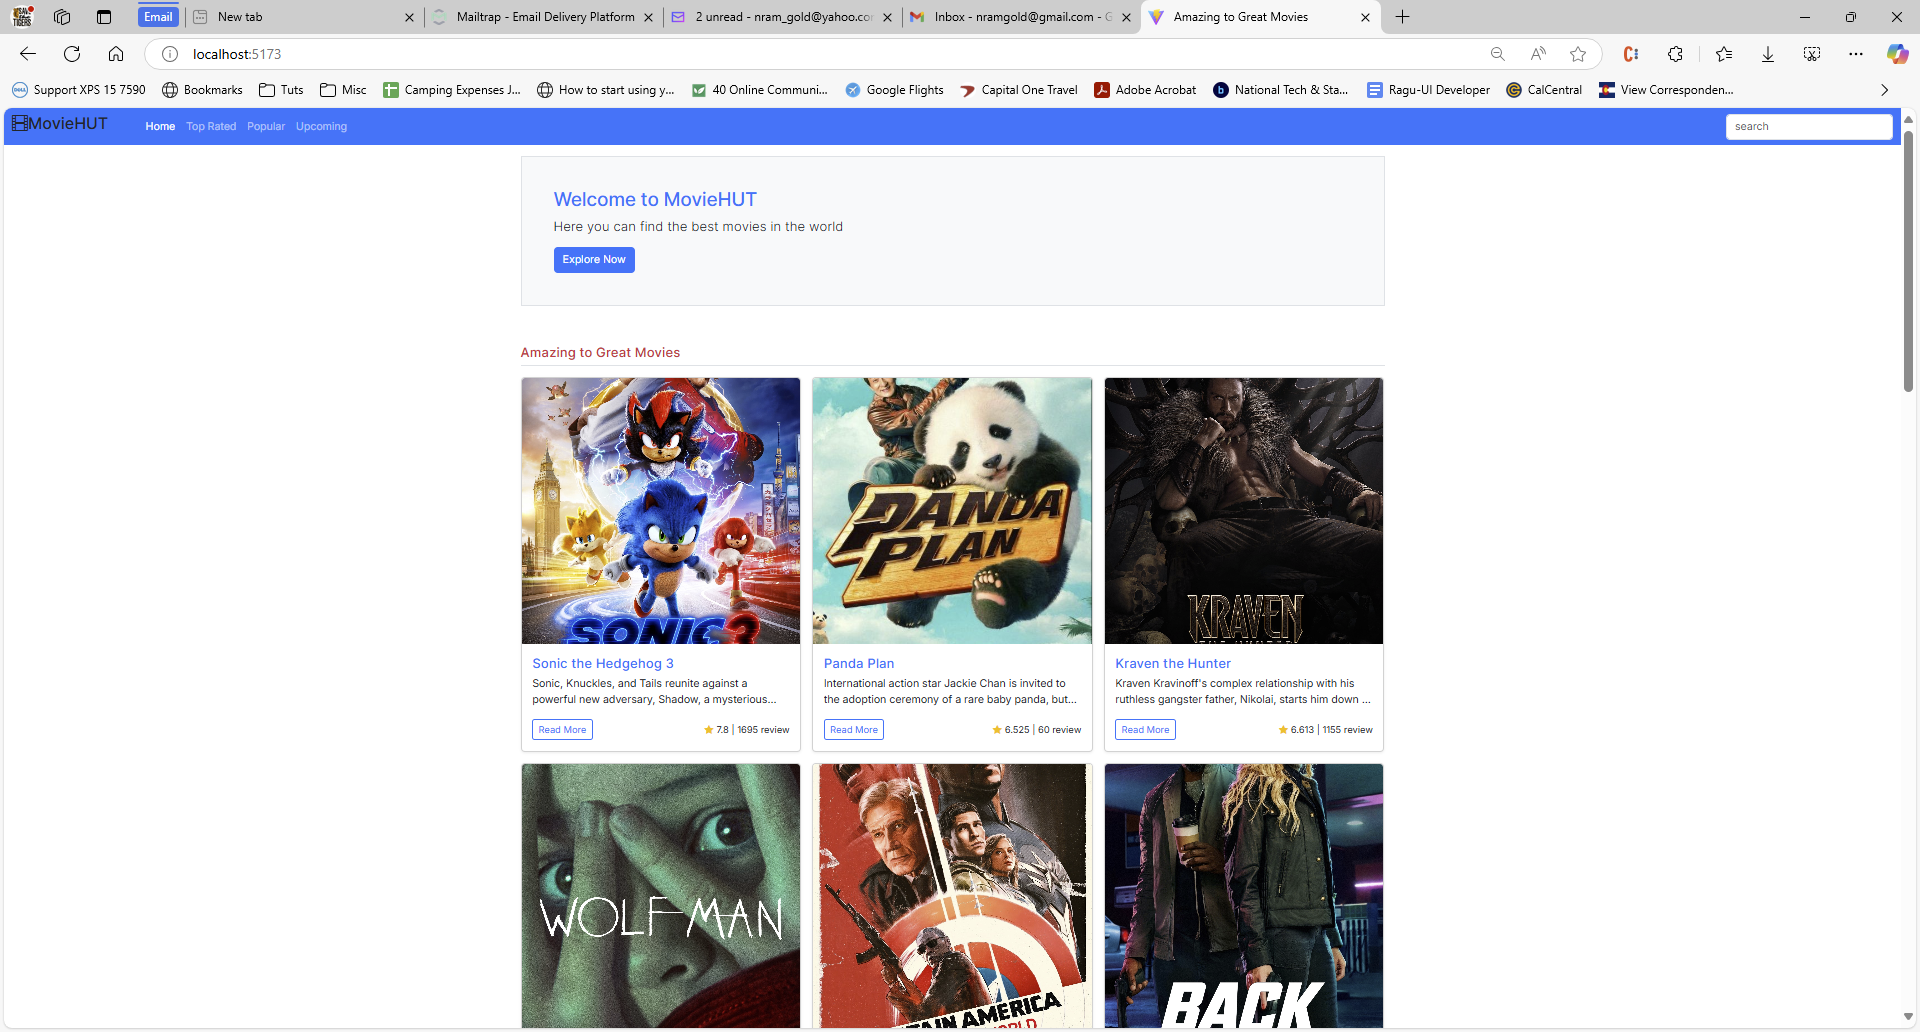 Email
New tab
Mailtrap - Email Delivery Platform
2 unread - nram_gold@yahoo.co
Inbox - nramgold@gmail.com - G
Amazing to Great Movies
localhost:5173
Support XPS 15 7590
Bookmarks
Tuts
Misc
Camping Expenses J...
How to start using y...
40 Online Communi...
Google Flights
Capital One Travel
Adobe Acrobat
National Tech & Sta...
Ragu-UI Developer
CalCentral
View Corresponden...
MovieHUT
Home
Top Rated
Popular
Upcoming
search
Welcome to MovieHUT
Here you can find the best movies in the world
Explore Now
Amazing to Great Movies
SONIC 3
PANDA
PLAN
KRAVEN
Sonic the Hedgehog 3
Sonic, Knuckles, and Tails reunite against a
powerful new adversary, Shadow, a mysterious...
Read More
7.8 | 1695 review
Panda Plan
International action star Jackie Chan is invited to
the adoption ceremony of a rare baby panda, but...
Read More
6.525 | 60 review
Kraven the Hunter
Kraven Kravinoff's complex relationship with his
ruthless gangster father, Nikolai, starts him down ...
Read More
6.613 | 1155 review
WOLF MAN
TAIN AMERICA
BACK